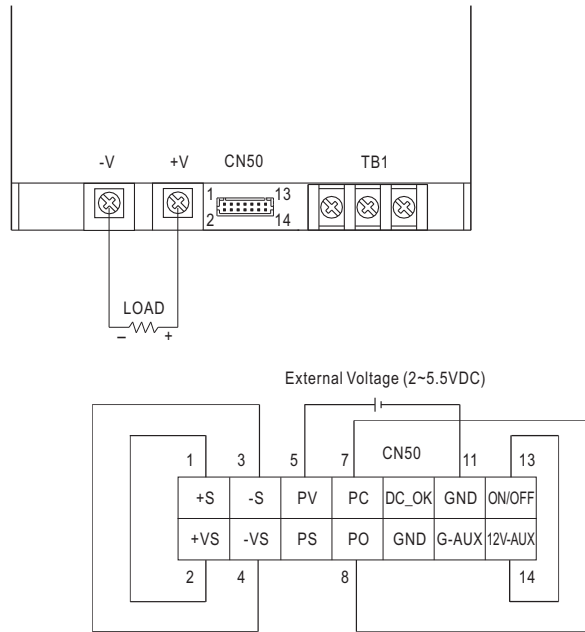 -V +V CN50 TB1
1 13
2 14
LOAD
– +
External Voltage (2~5.5VDC)
CN50
1 3 5 7 11 13
+S -S PV PC DC_OK GND ON/OFF
+VS -VS PS PO GND G-AUX 12V-AUX
2 4 8 14